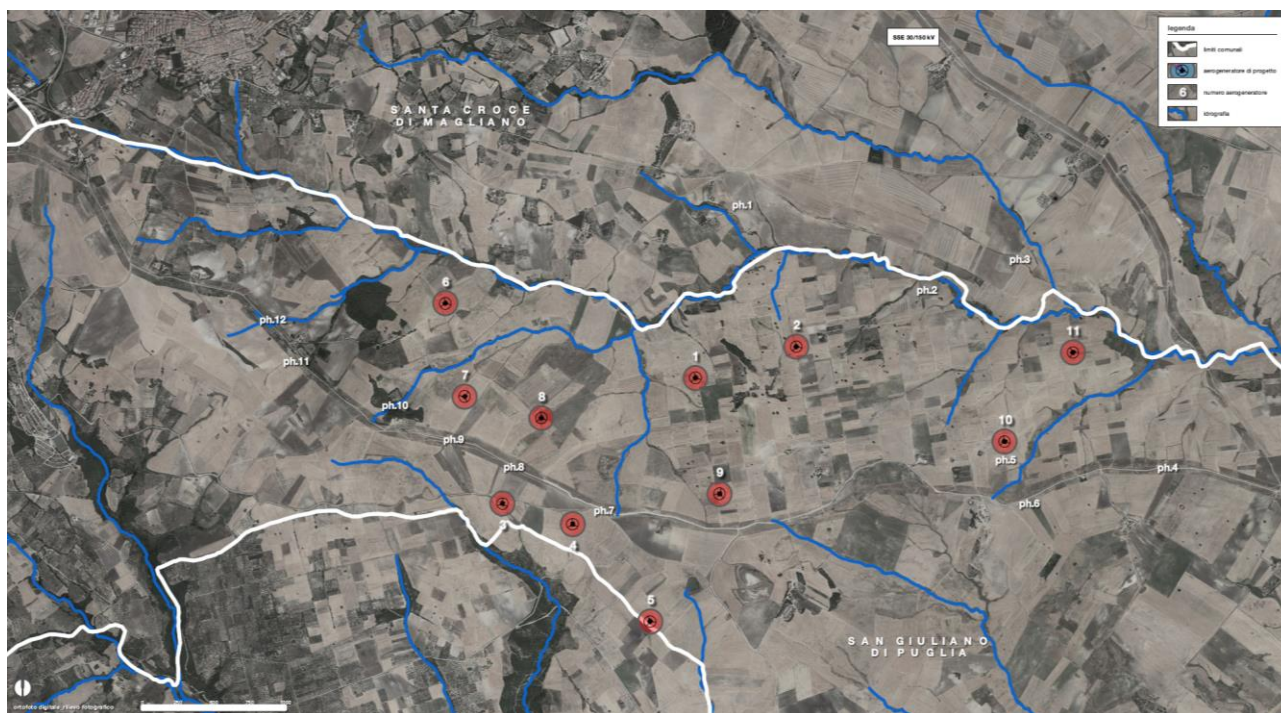 SSE 30/150 kV
legenda
limiti comunali
aerogeneratore di progetto
6 numero aerogeneratore
idrografia
SANTA CROCE
DI MAGLIANO
ph.1
ph.3
ph.2
6
ph.12
2
11
ph.11
1
7
8
ph.10
10
ph.9
ph.5
ph.8
ph.4
9
3
ph.7
ph.6
4
5
SAN GIULIANO
DI PUGLIA
ortofoto digitale_rilievo fotografico